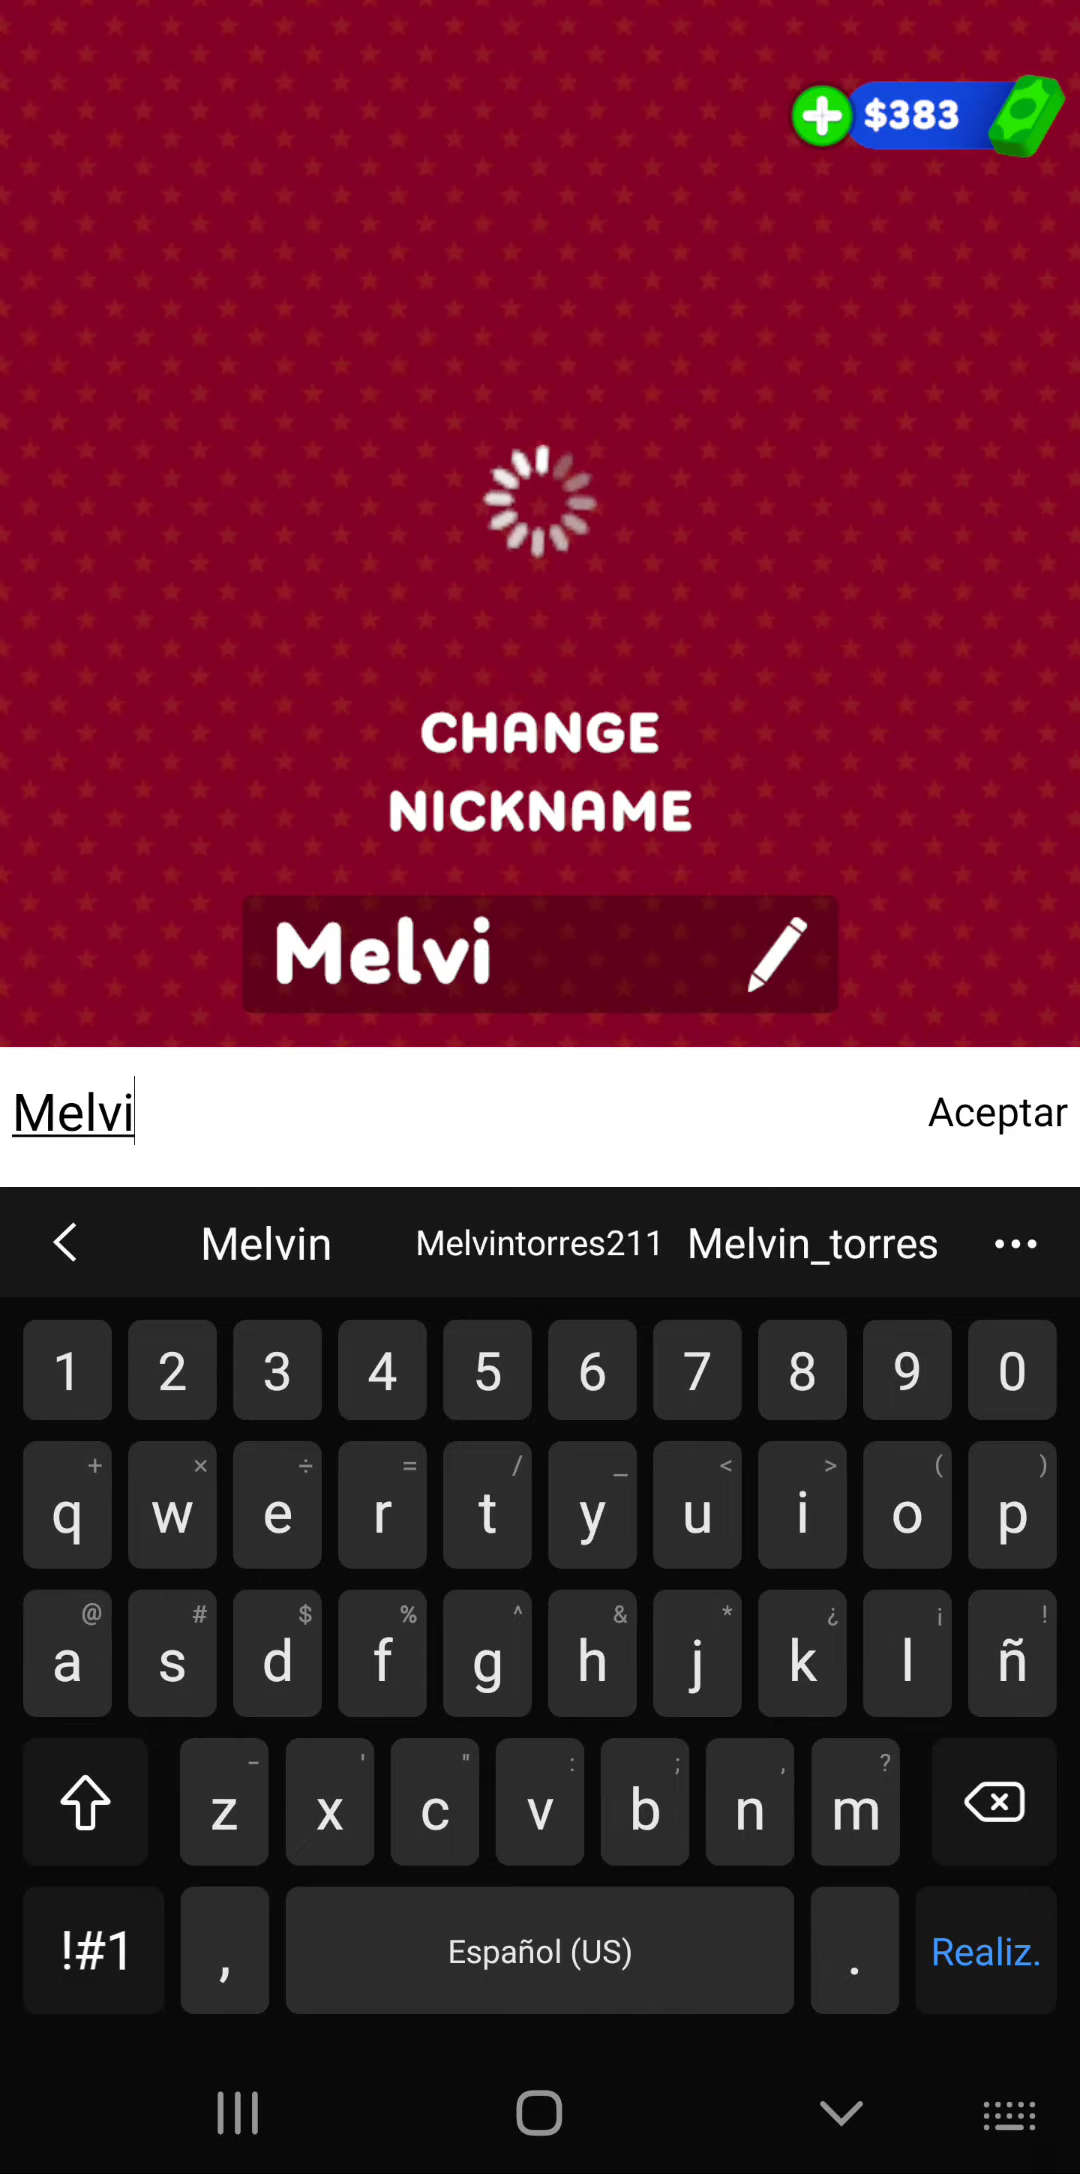 $383
CHANGE
NICKNAME
Melvi
Melvi Aceptar
Melvin Melvintorres211 Melvin_torres
1 2 3 4 5 6 7 8 9 0
+ × ÷ = / _ < > ( )
q w e r t y u i o p
@ # $ % ^ & * ¿ ¡ !
a s d f g h j k l ñ
- ' " : ; , ?
z x c v b n m
!#1 , Español (US) . Realiz.